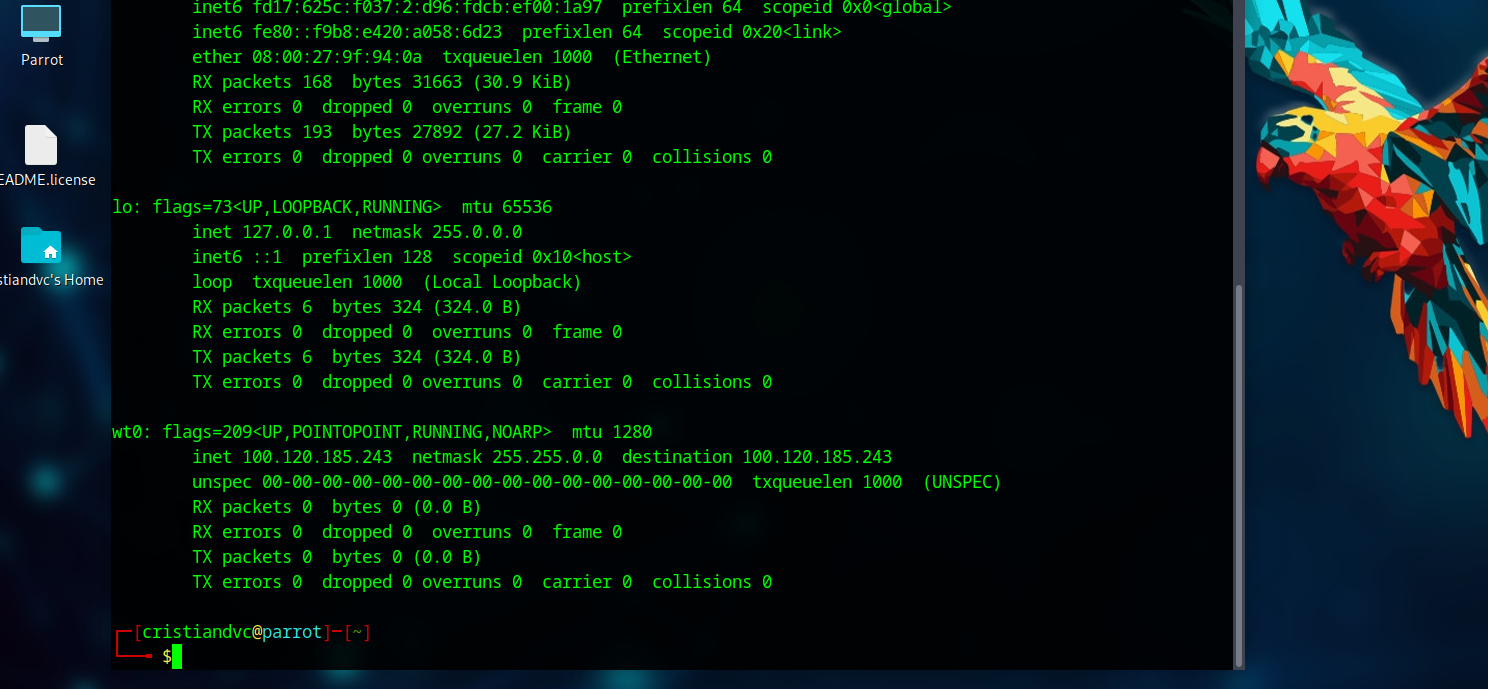 Parrot
EADME.license
stiandvc's Home
inet6 fd17:625c:f037:2:d96:fdcb:ef00:1a97  prefixlen 64  scopeid 0x0<global>
inet6 fe80::f9b8:e420:a058:6d23  prefixlen 64  scopeid 0x20<link>
ether 08:00:27:9f:94:0a  txqueuelen 1000  (Ethernet)
RX packets 168  bytes 31663 (30.9 KiB)
RX errors 0  dropped 0  overruns 0  frame 0
TX packets 193  bytes 27892 (27.2 KiB)
TX errors 0  dropped 0 overruns 0  carrier 0  collisions 0
lo: flags=73<UP,LOOPBACK,RUNNING>  mtu 65536
inet 127.0.0.1  netmask 255.0.0.0
inet6 ::1  prefixlen 128  scopeid 0x10<host>
loop  txqueuelen 1000  (Local Loopback)
RX packets 6  bytes 324 (324.0 B)
RX errors 0  dropped 0  overruns 0  frame 0
TX packets 6  bytes 324 (324.0 B)
TX errors 0  dropped 0 overruns 0  carrier 0  collisions 0
wt0: flags=209<UP,POINTOPOINT,RUNNING,NOARP>  mtu 1280
inet 100.120.185.243  netmask 255.255.0.0  destination 100.120.185.243
unspec 00-00-00-00-00-00-00-00-00-00-00-00-00-00-00-00  txqueuelen 1000  (UNSPEC)
RX packets 0  bytes 0 (0.0 B)
RX errors 0  dropped 0  overruns 0  frame 0
TX packets 0  bytes 0 (0.0 B)
TX errors 0  dropped 0 overruns 0  carrier 0  collisions 0
┌─[cristiandvc@parrot]─[~]
└──╼ $